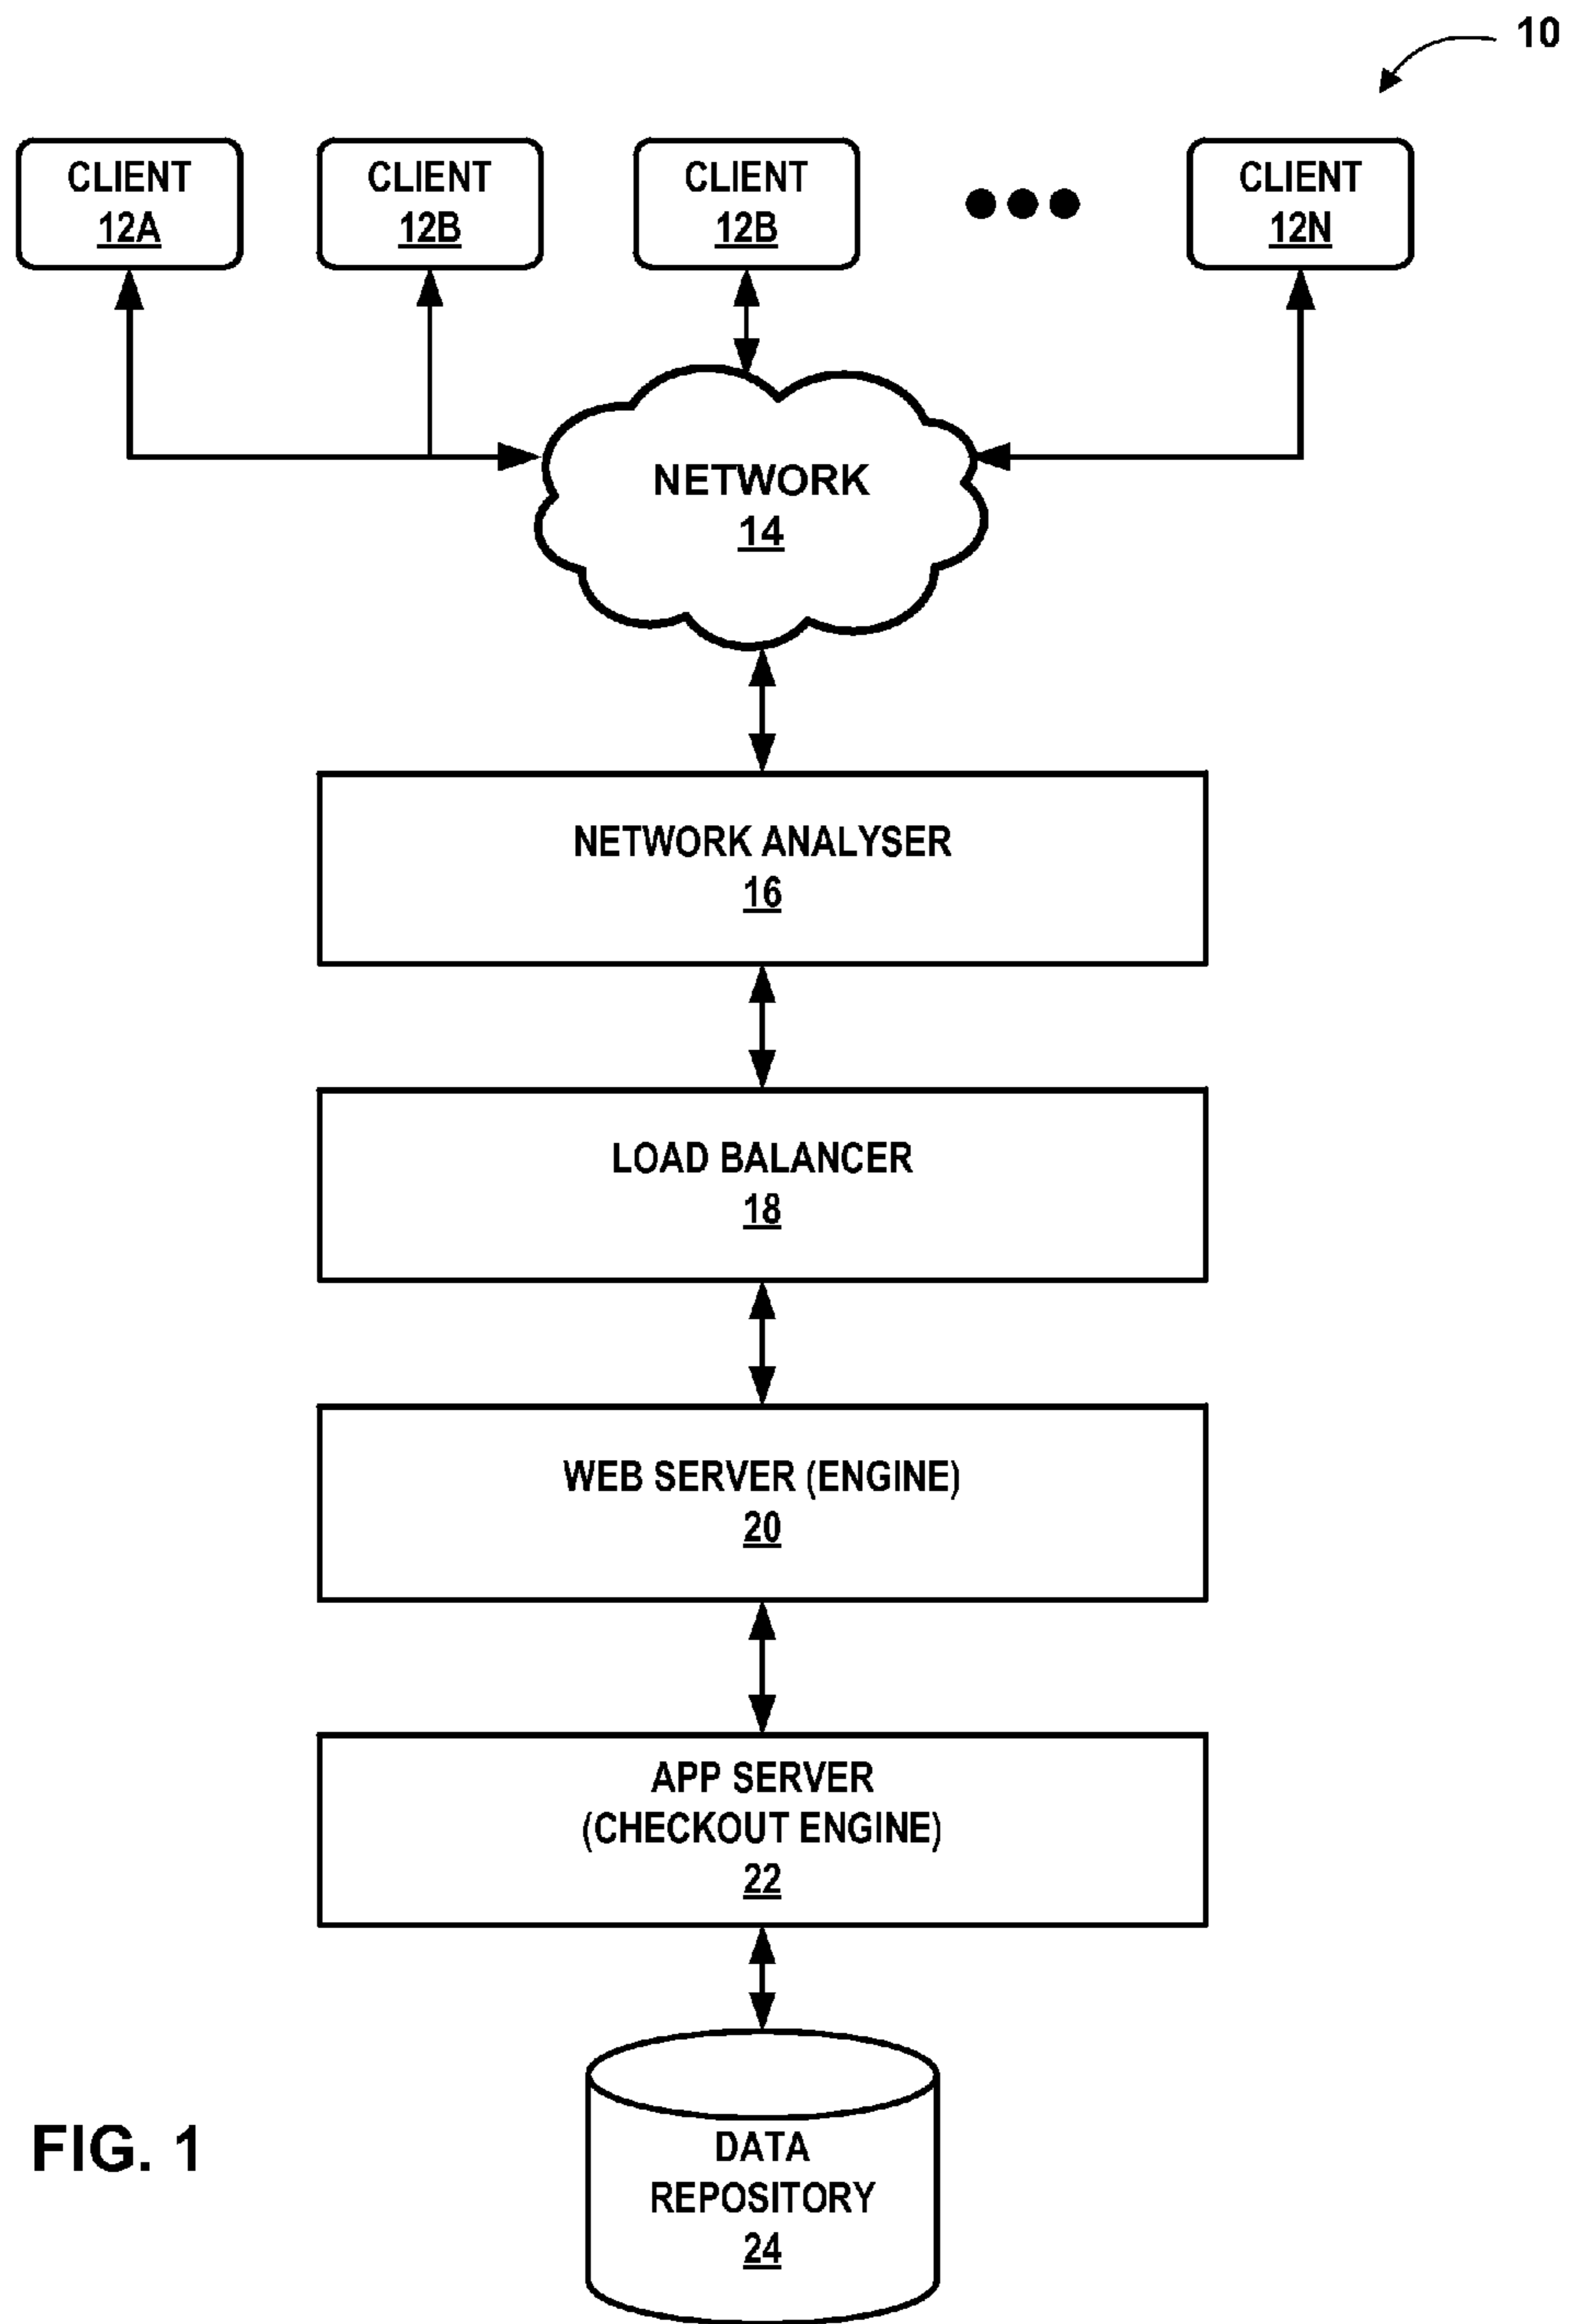 10
CLIENT
12A
CLIENT
12B
CLIENT
12B
CLIENT
12N
NETWORK
14
NETWORK ANALYSER
16
LOAD BALANCER
18
WEB SERVER (ENGINE)
20
APP SERVER
(CHECKOUT ENGINE)
22
DATA
REPOSITORY
24
FIG. 1